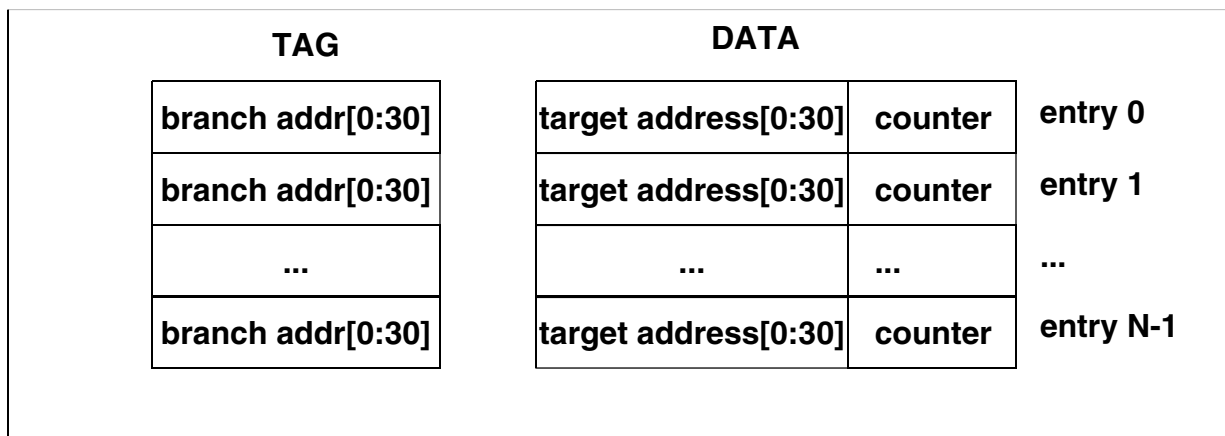 TAG DATA
branch addr[0:30] target address[0:30] counter entry 0
branch addr[0:30] target address[0:30] counter entry 1
... ... ... ...
branch addr[0:30] target address[0:30] counter entry N-1